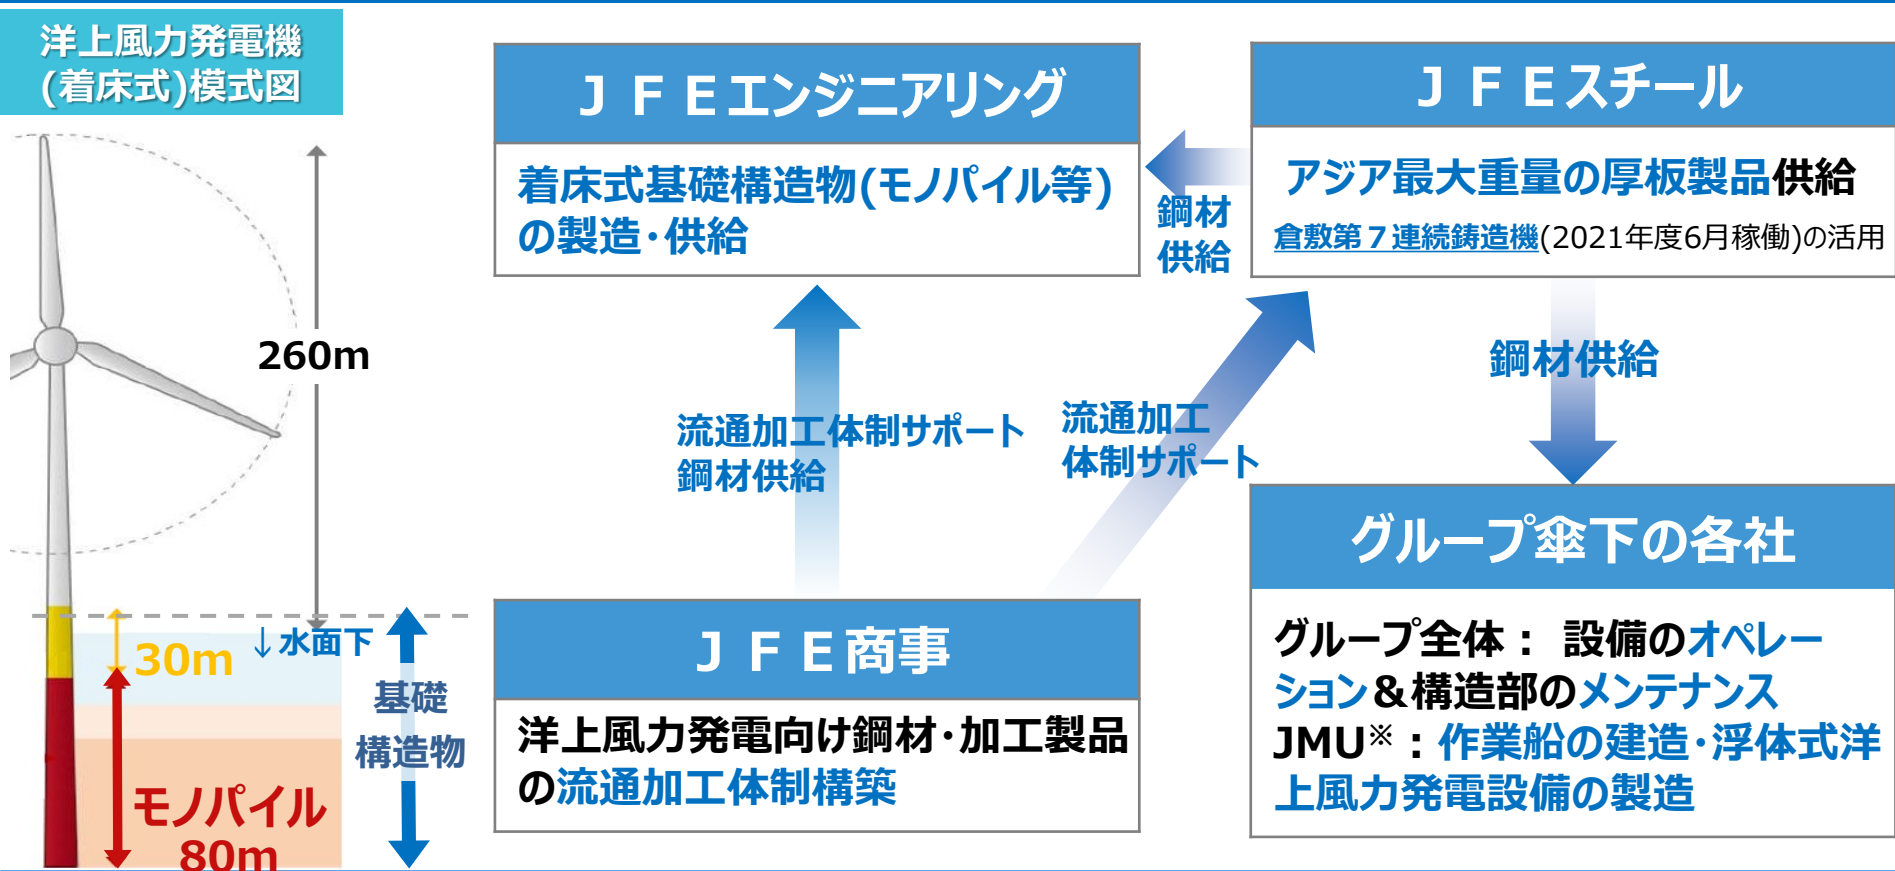 洋上風力発電機
(着床式)模式図
260m
30m
↓水面下
基礎
構造物
モノパイル
80m
ＪＦＥエンジニアリング
着床式基礎構造物(モノパイル等)
の製造･供給
鋼材
供給
ＪＦＥスチール
アジア最大重量の厚板製品供給
倉敷第７連続鋳造機(2021年度6月稼働)の活用
流通加工体制サポート
鋼材供給
流通加工
体制サポート
鋼材供給
ＪＦＥ商事
洋上風力発電向け鋼材･加工製品
の流通加工体制構築
グループ傘下の各社
グループ全体： 設備のオペレー
ション＆構造部のメンテナンス
JMU※：作業船の建造･浮体式洋
上風力発電設備の製造